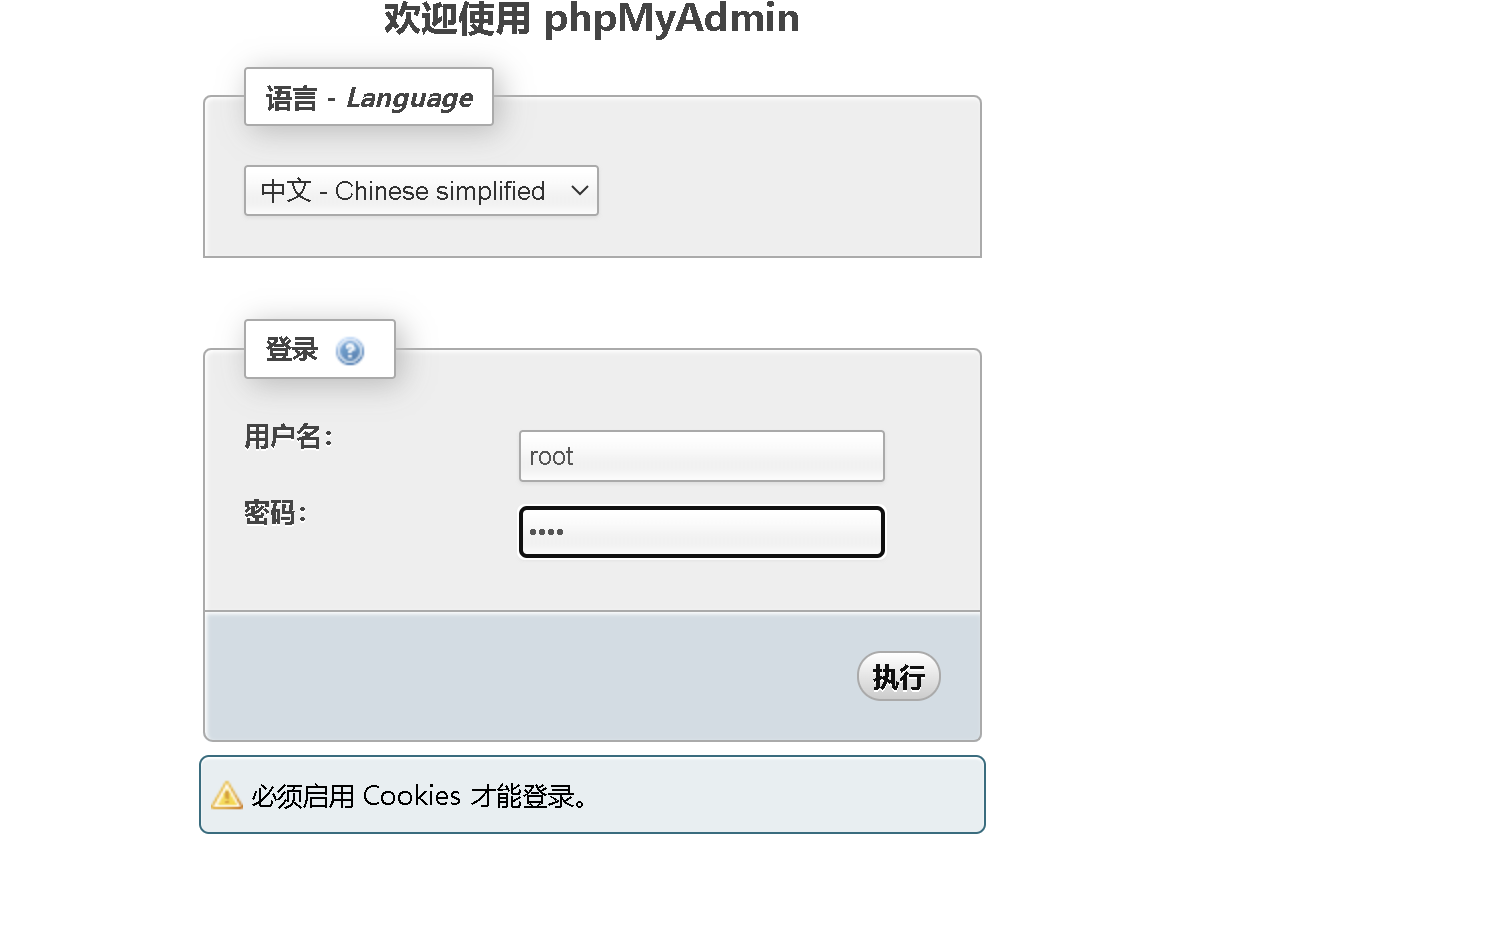 欢迎使用 phpMyAdmin
语言 - Language
中文 - Chinese simplified
登录
用户名：
root
密码：
••••
执行
必须启用 Cookies 才能登录。